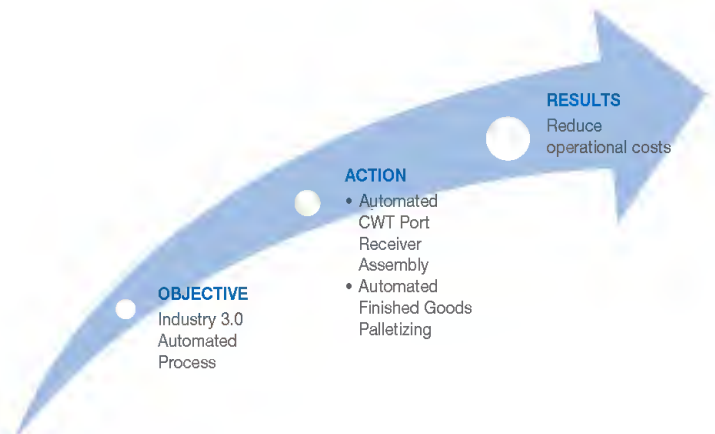 RESULTS
Reduce
operational costs
ACTION
• Automated
CWT Port
Receiver
Assembly
• Automated
Finished Goods
Palletizing
OBJECTIVE
Industry 3.0
Automated
Process